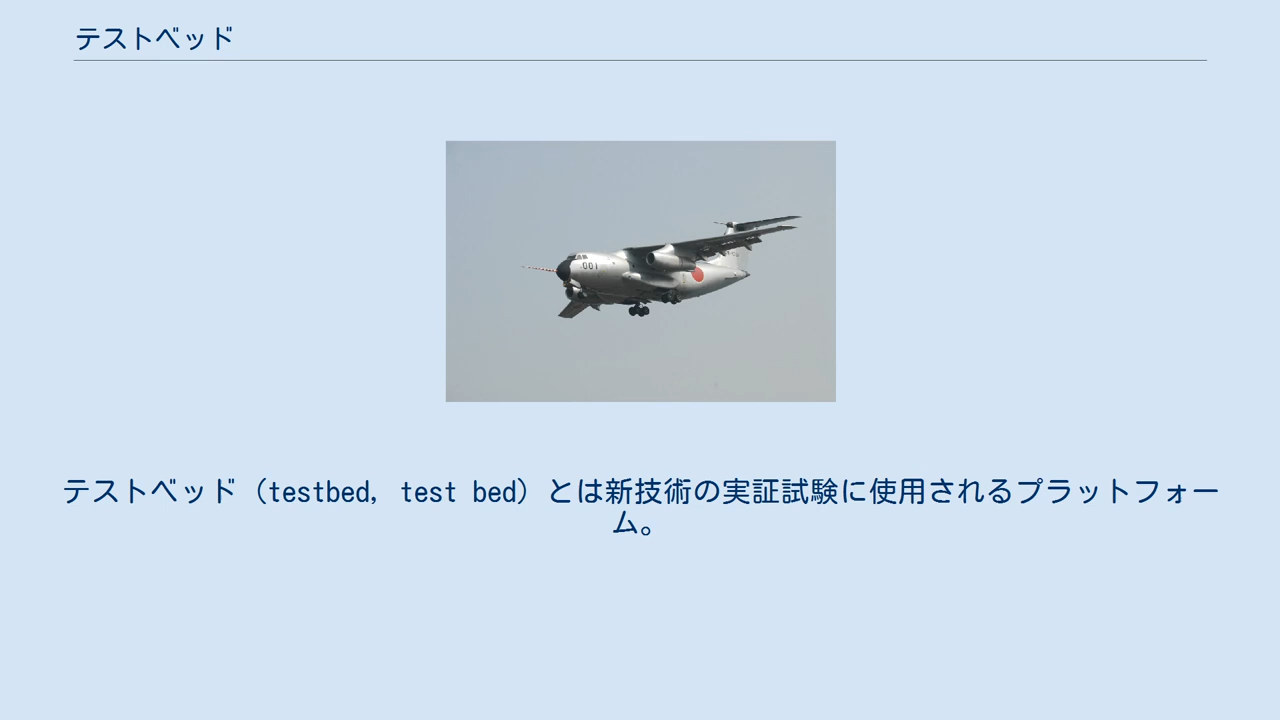 テストベッド
001
テストベッド（testbed, test bed）とは新技術の実証試験に使用されるプラットフォー
ム。